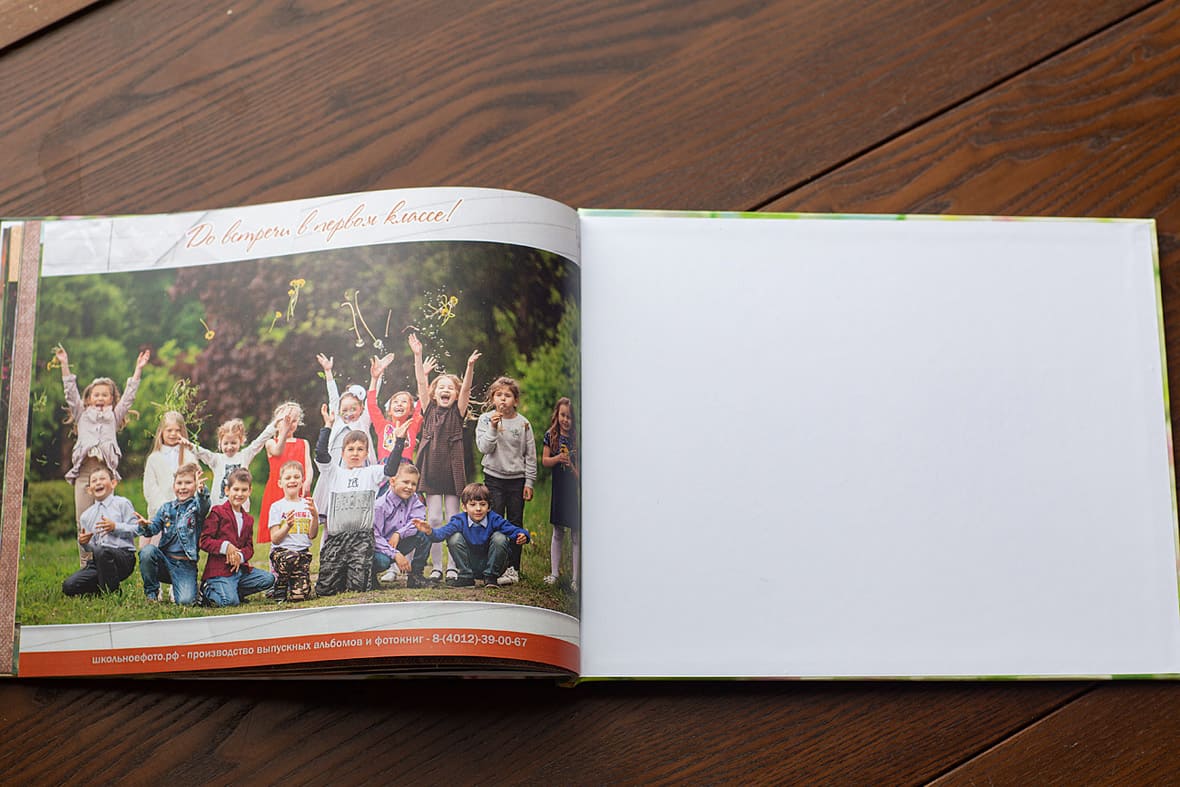 До встречи в первом классе!
школьноефото.рф - производство выпускных альбомов и фотокниг - 8-(4012)-39-00-67